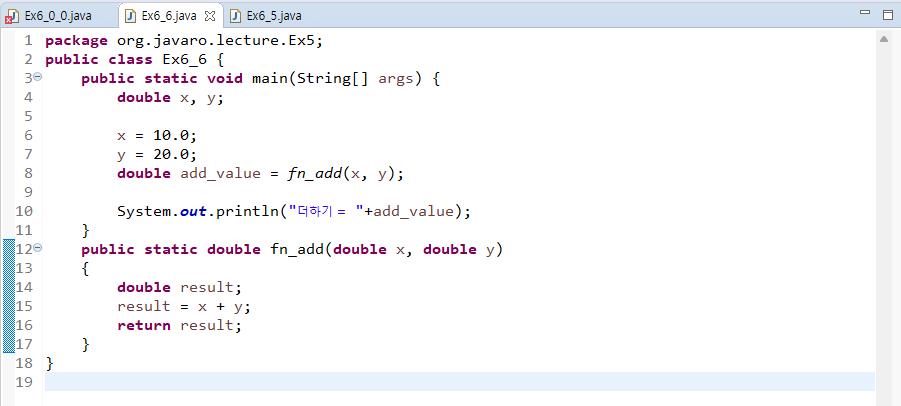 Ex6_0_0.java Ex6_6.java Ex6_5.java
1 package org.javaro.lecture.Ex5;
2 public class Ex6_6 {
3 public static void main(String[] args) {
4 double x, y;
5
6 x = 10.0;
7 y = 20.0;
8 double add_value = fn_add(x, y);
9
10 System.out.println("더하기 = "+add_value);
11 }
12 public static double fn_add(double x, double y)
13 {
14 double result;
15 result = x + y;
16 return result;
17 }
18 }
19